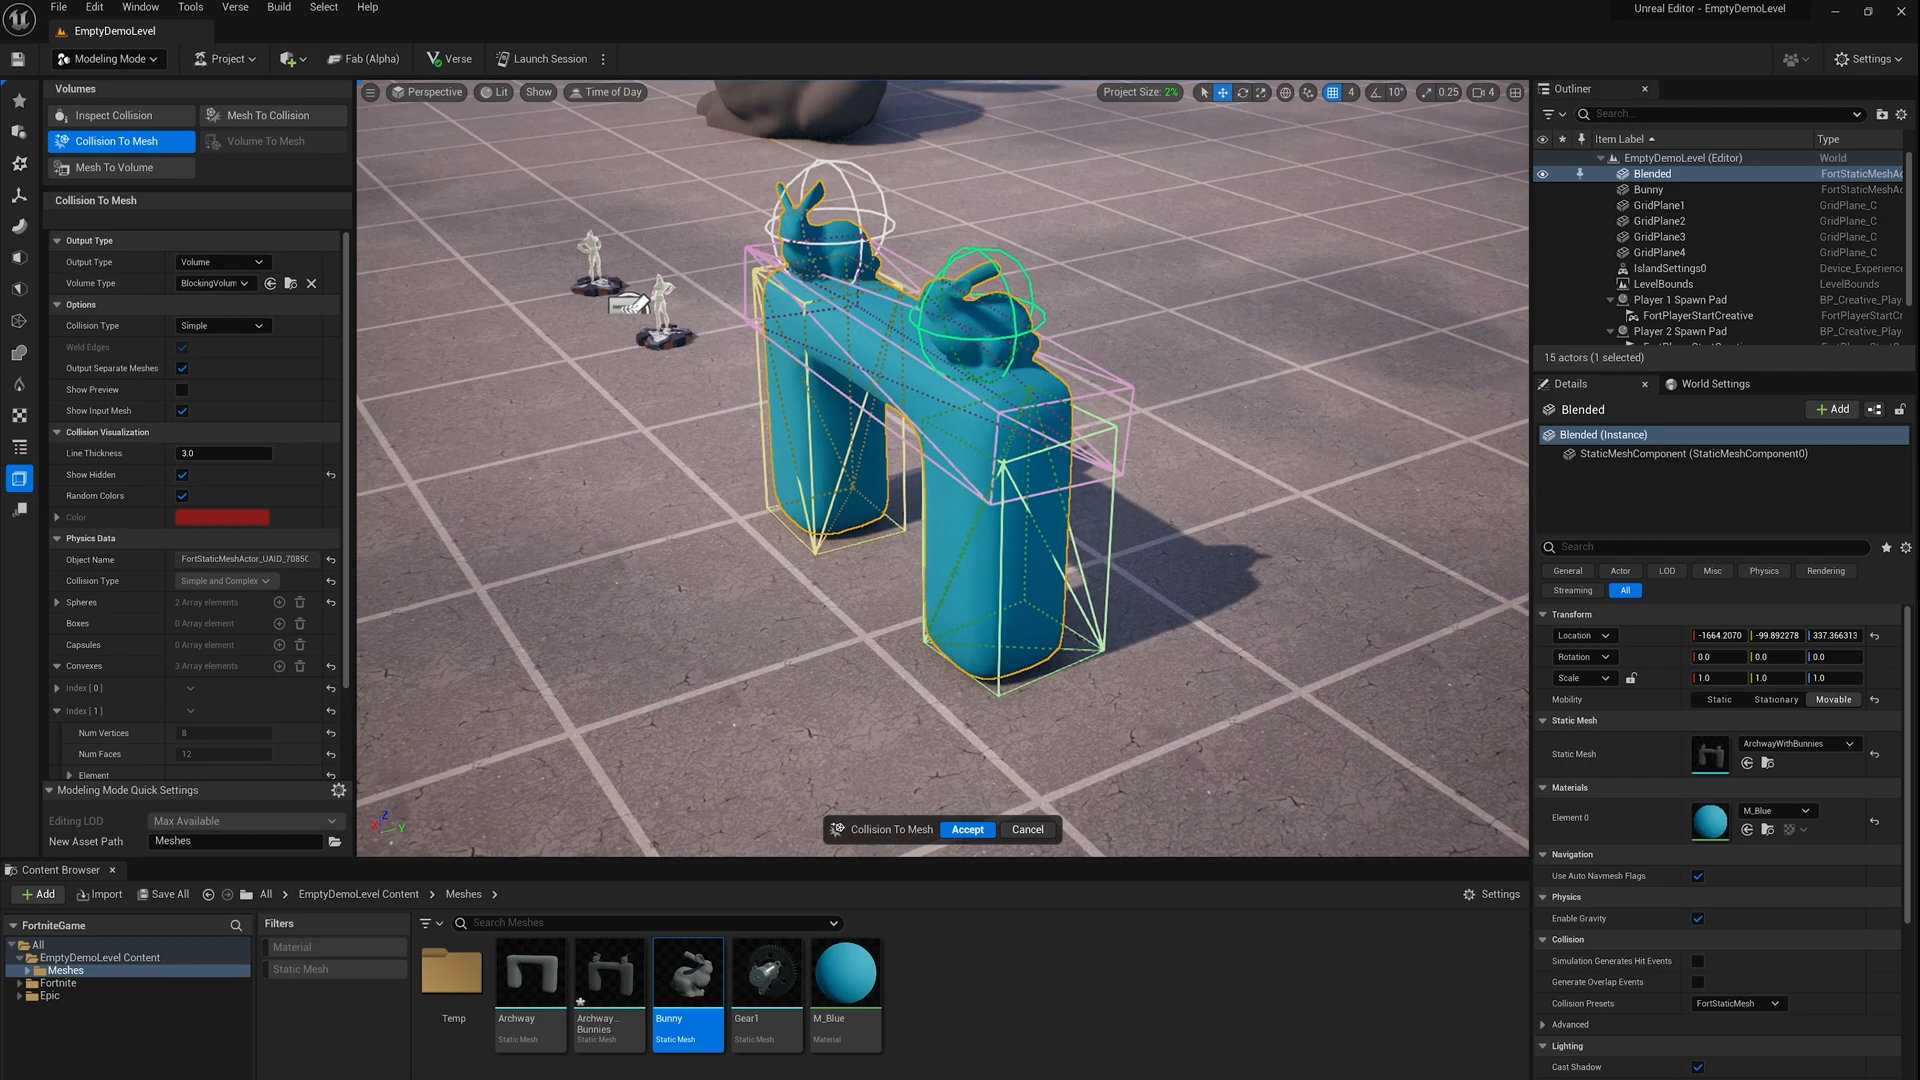 File Edit Window Tools Verse Build Select Help
Unreal Editor - EmptyDemoLevel
EmptyDemoLevel
Modeling Mode Project Fab (Alpha) Verse Launch Session Settings
Volumes
Inspect Collision Mesh To Collision
Collision To Mesh Volume To Mesh
Mesh To Volume
Collision To Mesh
Output Type
Output Type Volume
Volume Type BlockingVolum
Options
Collision Type Simple
Weld Edges
Output Separate Meshes
Show Preview
Show Input Mesh
Collision Visualization
Line Thickness 3.0
Show Hidden
Random Colors
Color
Physics Data
Object Name FortStaticMeshActor_UAID_7085C
Collision Type Simple and Complex
Spheres 2 Array elements
Boxes 0 Array element
Capsules 0 Array element
Convexes 3 Array elements
Index [ 0 ]
Index [ 1 ]
Num Vertices 8
Num Faces 12
Element
Modeling Mode Quick Settings
Editing LOD Max Available
New Asset Path Meshes
Perspective Lit Show Time of Day
Project Size: 2% 4 10° 0.25 4
Z
X Y
Collision To Mesh Accept Cancel
Outliner
Search...
Item Label Type
EmptyDemoLevel (Editor) World
Blended FortStaticMeshAc
Bunny FortStaticMeshAc
GridPlane1 GridPlane_C
GridPlane2 GridPlane_C
GridPlane3 GridPlane_C
GridPlane4 GridPlane_C
IslandSettings0 Device_Experience
LevelBounds LevelBounds
Player 1 Spawn Pad BP_Creative_Play
FortPlayerStartCreative FortPlayerStartCr
Player 2 Spawn Pad BP_Creative_Play
15 actors (1 selected)
Details World Settings
Blended Add
Blended (Instance)
StaticMeshComponent (StaticMeshComponent0)
Search
General Actor LOD Misc Physics Rendering
Streaming All
Transform
Location -1664.2070 -99.892278 337.366313
Rotation 0.0 0.0 0.0
Scale 1.0 1.0 1.0
Mobility Static Stationary Movable
Static Mesh
Static Mesh ArchwayWithBunnies
Materials
Element 0 M_Blue
Navigation
Use Auto Navmesh Flags
Physics
Enable Gravity
Collision
Simulation Generates Hit Events
Generate Overlap Events
Collision Presets FortStaticMesh
Advanced
Lighting
Cast Shadow
Content Browser
Add Import Save All All EmptyDemoLevel Content Meshes Settings
FortniteGame
All
EmptyDemoLevel Content
Meshes
Fortnite
Epic
Filters
Material
Static Mesh
Search Meshes
Temp
Archway
Static Mesh
Archway...
Bunnies
Static Mesh
Bunny
Static Mesh
Gear1
Static Mesh
M_Blue
Material